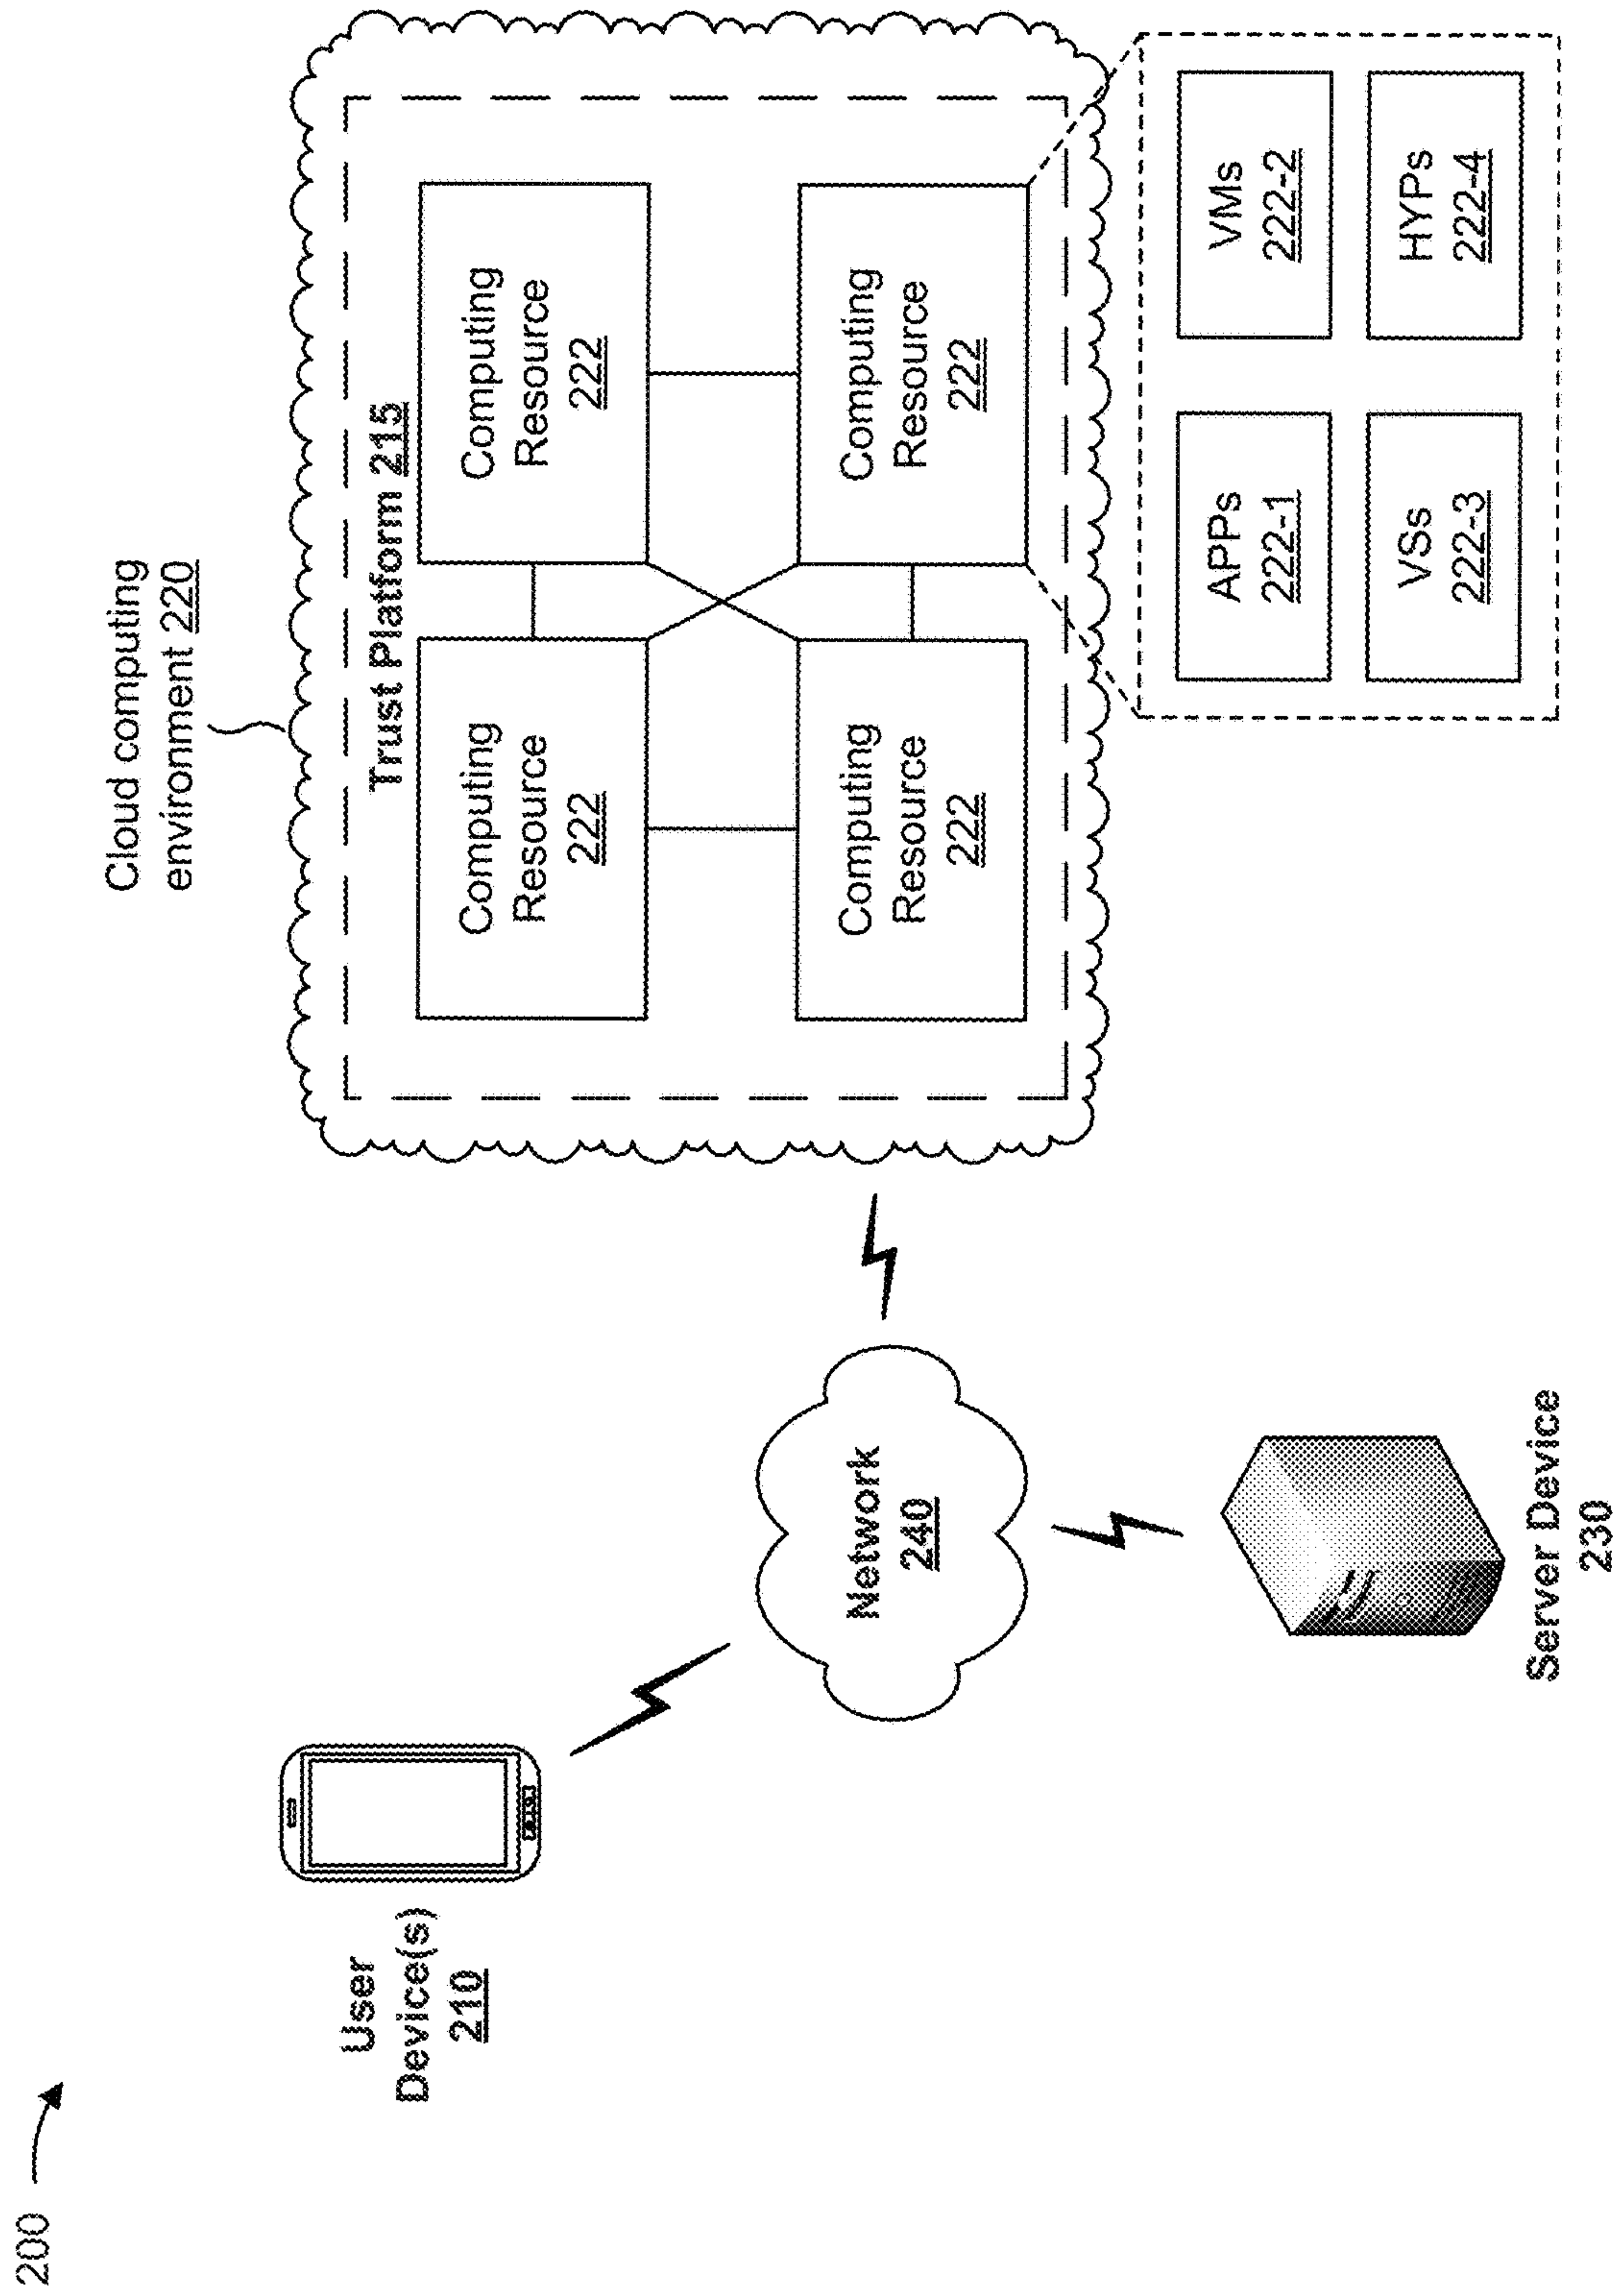 200
Cloud computing
environment 220
Trust Platform 215
Computing
Resource
222
Computing
Resource
222
Computing
Resource
222
Computing
Resource
222
User
Device(s)
210
Network
240
APPs
222-1
VMs
222-2
VSs
222-3
HYPs
222-4
Server Device
230